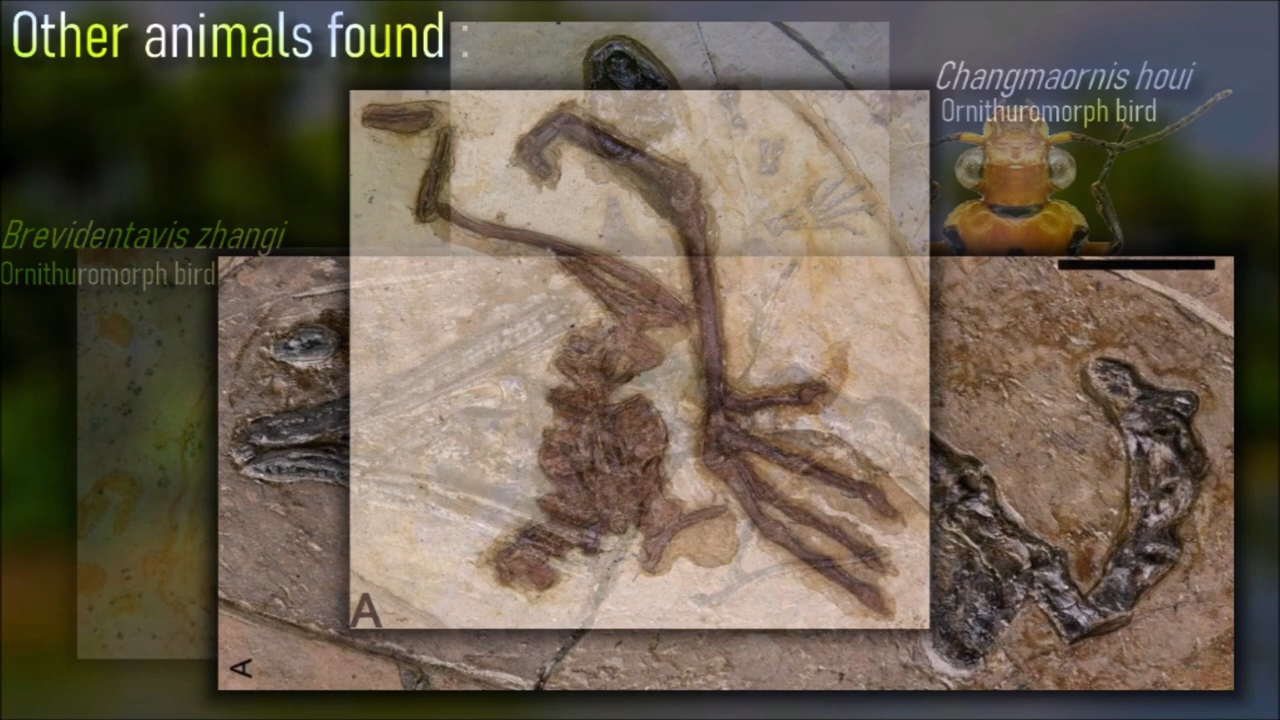 Other animals found :
Changmaornis houi
Ornithuromorph bird
Brevidentavis zhangi
Ornithuromorph bird
A
A